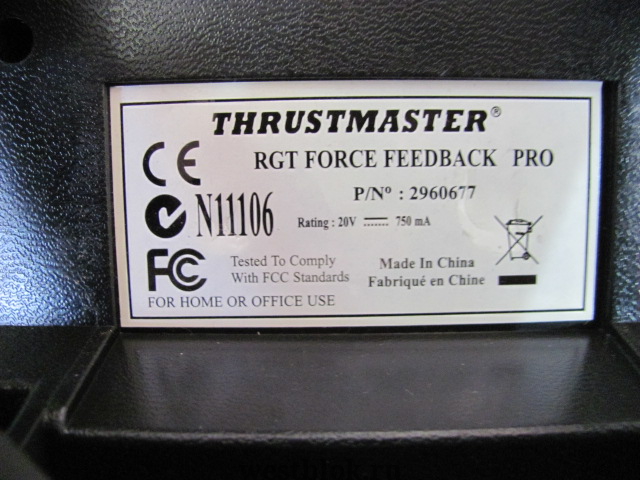 THRUSTMASTER®
RGT FORCE FEEDBACK PRO
P/Nº : 2960677
CE
N11106
Rating : 20V 750 mA
FC
Tested To Comply
With FCC Standards
FOR HOME OR OFFICE USE
Made In China
Fabriqué en Chine